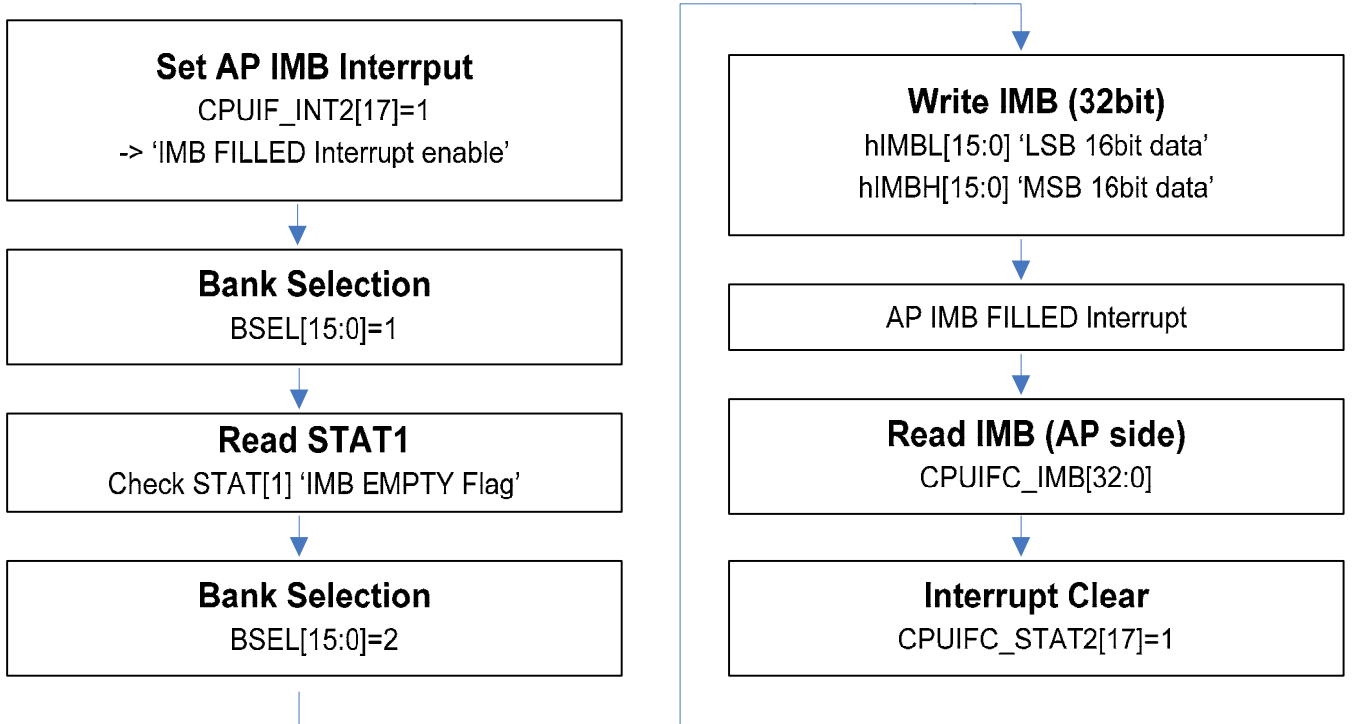 Set AP IMB Interrput
CPUIF_INT2[17]=1
-> ‘IMB FILLED Interrupt enable’
Bank Selection
BSEL[15:0]=1
Read STAT1
Check STAT[1] ‘IMB EMPTY Flag’
Bank Selection
BSEL[15:0]=2
Write IMB (32bit)
hIMBL[15:0] ‘LSB 16bit data’
hIMBH[15:0] ‘MSB 16bit data’
AP IMB FILLED Interrupt
Read IMB (AP side)
CPUIFC_IMB[32:0]
Interrupt Clear
CPUIFC_STAT2[17]=1